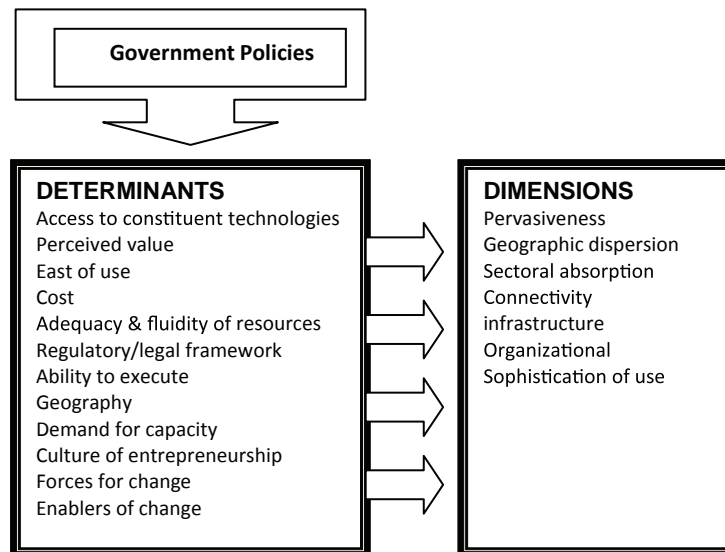 Government Policies
DETERMINANTS
Access to constituent technologies
Perceived value
East of use
Cost
Adequacy & fluidity of resources
Regulatory/legal framework
Ability to execute
Geography
Demand for capacity
Culture of entrepreneurship
Forces for change
Enablers of change
DIMENSIONS
Pervasiveness
Geographic dispersion
Sectoral absorption
Connectivity
infrastructure
Organizational
Sophistication of use